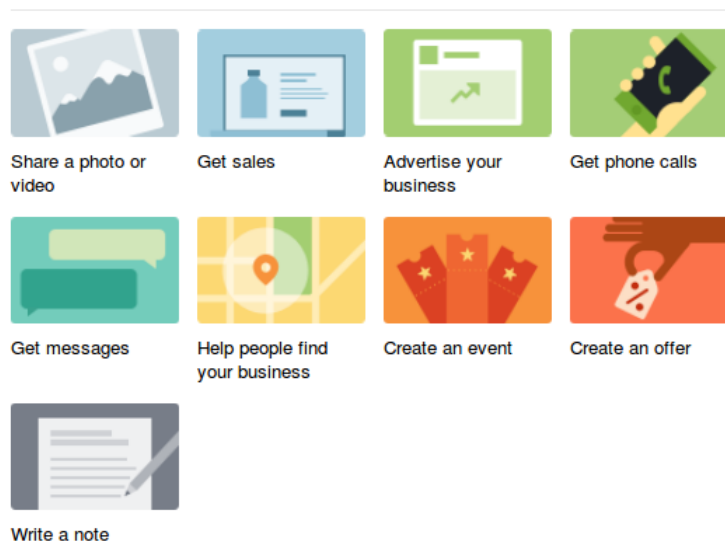 Share a photo or
video
Get sales
Advertise your
business
Get phone calls
Get messages
Help people find
your business
Create an event
Create an offer
Write a note